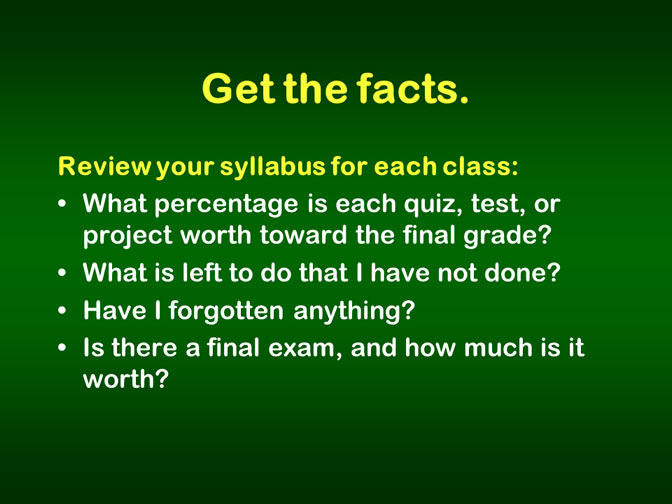 Get the facts.
Review your syllabus for each class:
• What percentage is each quiz, test, or
project worth toward the final grade?
• What is left to do that I have not done?
• Have I forgotten anything?
• Is there a final exam, and how much is it
worth?